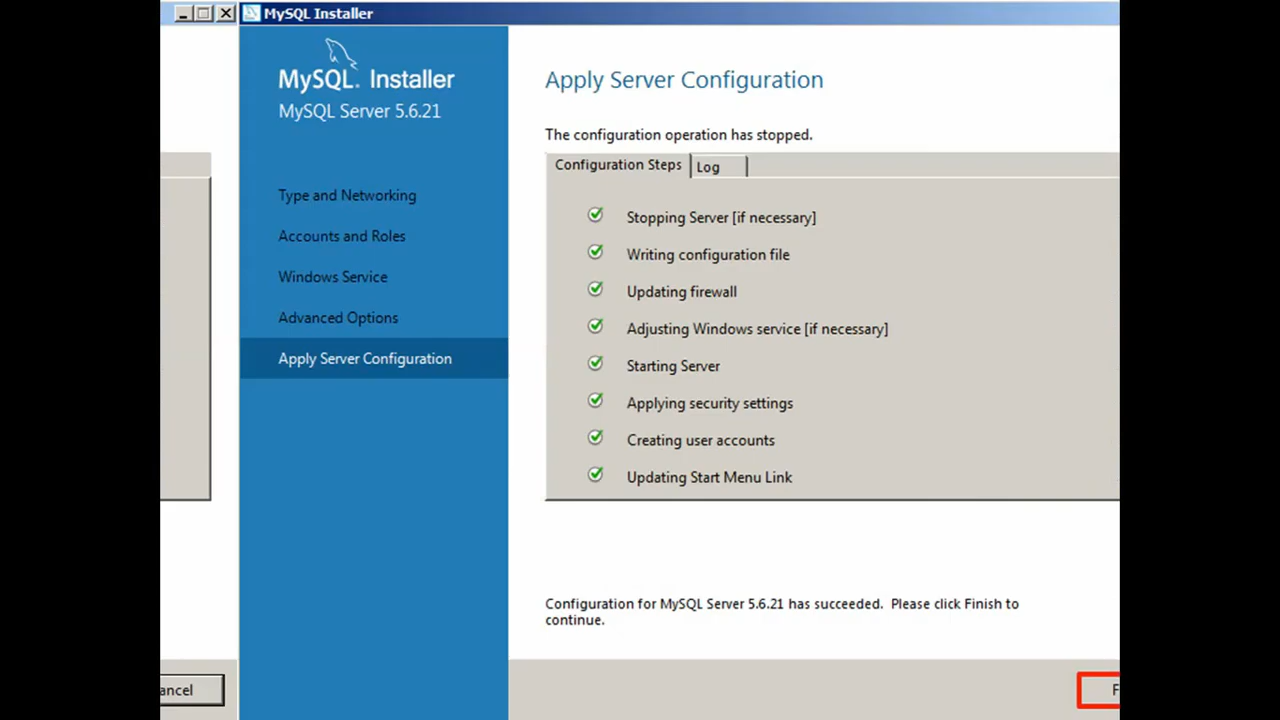 MySQL Installer
MySQL. Installer
MySQL Server 5.6.21
Type and Networking
Accounts and Roles
Windows Service
Advanced Options
Apply Server Configuration
Apply Server Configuration
The configuration operation has stopped.
Configuration Steps
Log
Stopping Server [if necessary]
Writing configuration file
Updating firewall
Adjusting Windows service [if necessary]
Starting Server
Applying security settings
Creating user accounts
Updating Start Menu Link
Configuration for MySQL Server 5.6.21 has succeeded. Please click Finish to
continue.
ancel
F